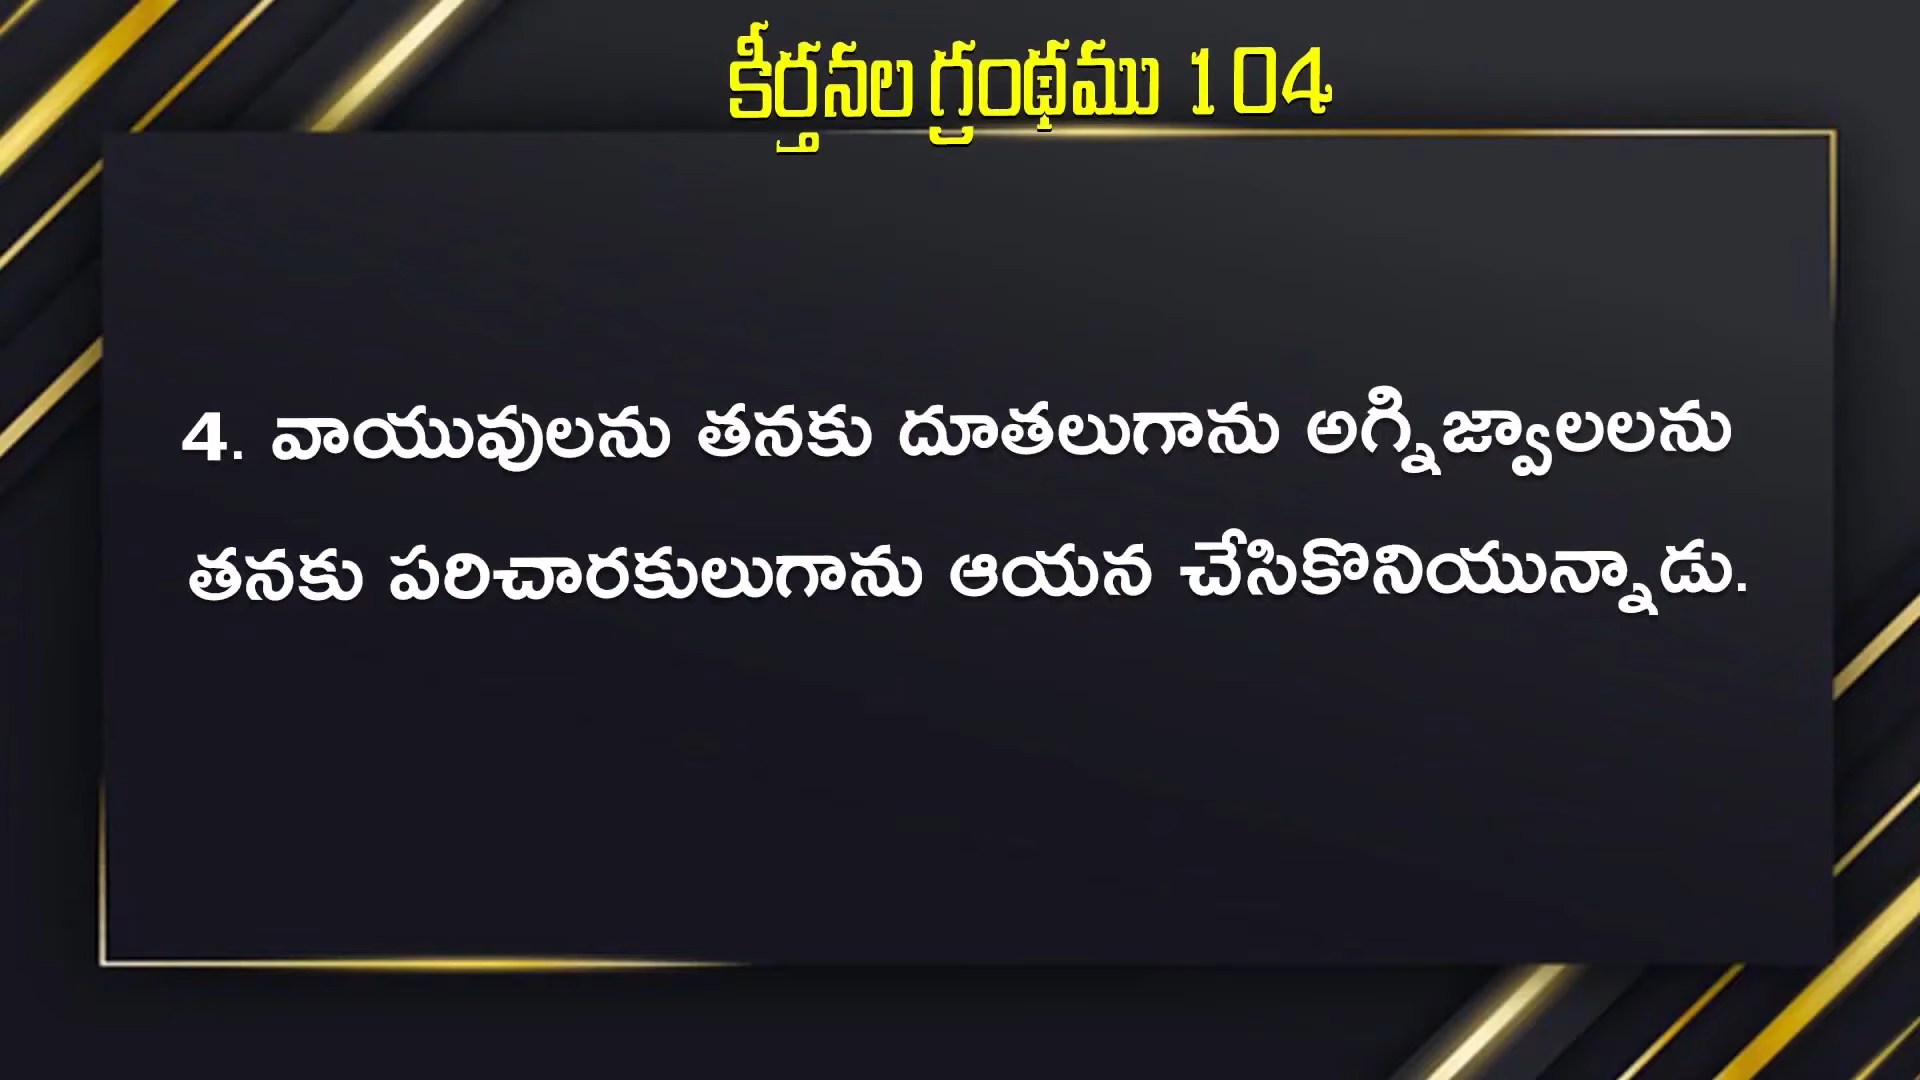 కీర్తనల గ్రంథము 104
4. వాయువులను తనకు దూతలుగాను అగ్నిజ్వాలలను
తనకు పరిచారకులుగాను ఆయన చేసికొనియున్నాడు.